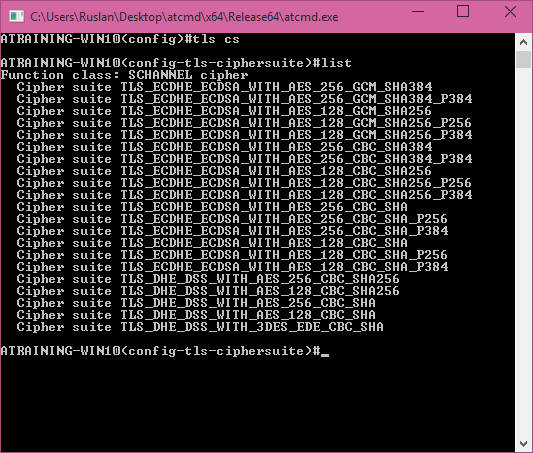 C:\Users\Ruslan\Desktop\atcmd\x64\Release64\atcmd.exe
ATRAINING-WIN10(config)#tls cs
ATRAINING-WIN10(config-tls-ciphersuite)#list
Function class: SCHANNEL cipher
Cipher suite TLS_ECDHE_ECDSA_WITH_AES_256_GCM_SHA384
Cipher suite TLS_ECDHE_ECDSA_WITH_AES_256_GCM_SHA384_P384
Cipher suite TLS_ECDHE_ECDSA_WITH_AES_128_GCM_SHA256
Cipher suite TLS_ECDHE_ECDSA_WITH_AES_128_GCM_SHA256_P256
Cipher suite TLS_ECDHE_ECDSA_WITH_AES_128_GCM_SHA256_P384
Cipher suite TLS_ECDHE_ECDSA_WITH_AES_256_CBC_SHA384
Cipher suite TLS_ECDHE_ECDSA_WITH_AES_256_CBC_SHA384_P384
Cipher suite TLS_ECDHE_ECDSA_WITH_AES_128_CBC_SHA256
Cipher suite TLS_ECDHE_ECDSA_WITH_AES_128_CBC_SHA256_P256
Cipher suite TLS_ECDHE_ECDSA_WITH_AES_128_CBC_SHA256_P384
Cipher suite TLS_ECDHE_ECDSA_WITH_AES_256_CBC_SHA
Cipher suite TLS_ECDHE_ECDSA_WITH_AES_256_CBC_SHA_P256
Cipher suite TLS_ECDHE_ECDSA_WITH_AES_256_CBC_SHA_P384
Cipher suite TLS_ECDHE_ECDSA_WITH_AES_128_CBC_SHA
Cipher suite TLS_ECDHE_ECDSA_WITH_AES_128_CBC_SHA_P256
Cipher suite TLS_ECDHE_ECDSA_WITH_AES_128_CBC_SHA_P384
Cipher suite TLS_DHE_DSS_WITH_AES_256_CBC_SHA256
Cipher suite TLS_DHE_DSS_WITH_AES_128_CBC_SHA256
Cipher suite TLS_DHE_DSS_WITH_AES_256_CBC_SHA
Cipher suite TLS_DHE_DSS_WITH_AES_128_CBC_SHA
Cipher suite TLS_DHE_DSS_WITH_3DES_EDE_CBC_SHA
ATRAINING-WIN10(config-tls-ciphersuite)#_